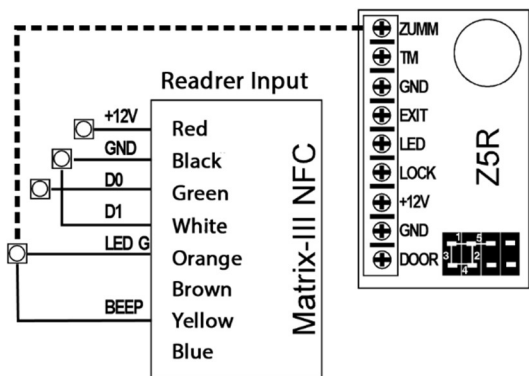 Readrer Input
+12V
Red
GND
Black
D0
Green
D1
White
LED G
Orange
Brown
BEEP
Yellow
Blue
Matrix-III NFC
ZUMM
TM
GND
EXIT
LED
LOCK
+12V
GND
DOOR
Z5R
1
5
3
2
4